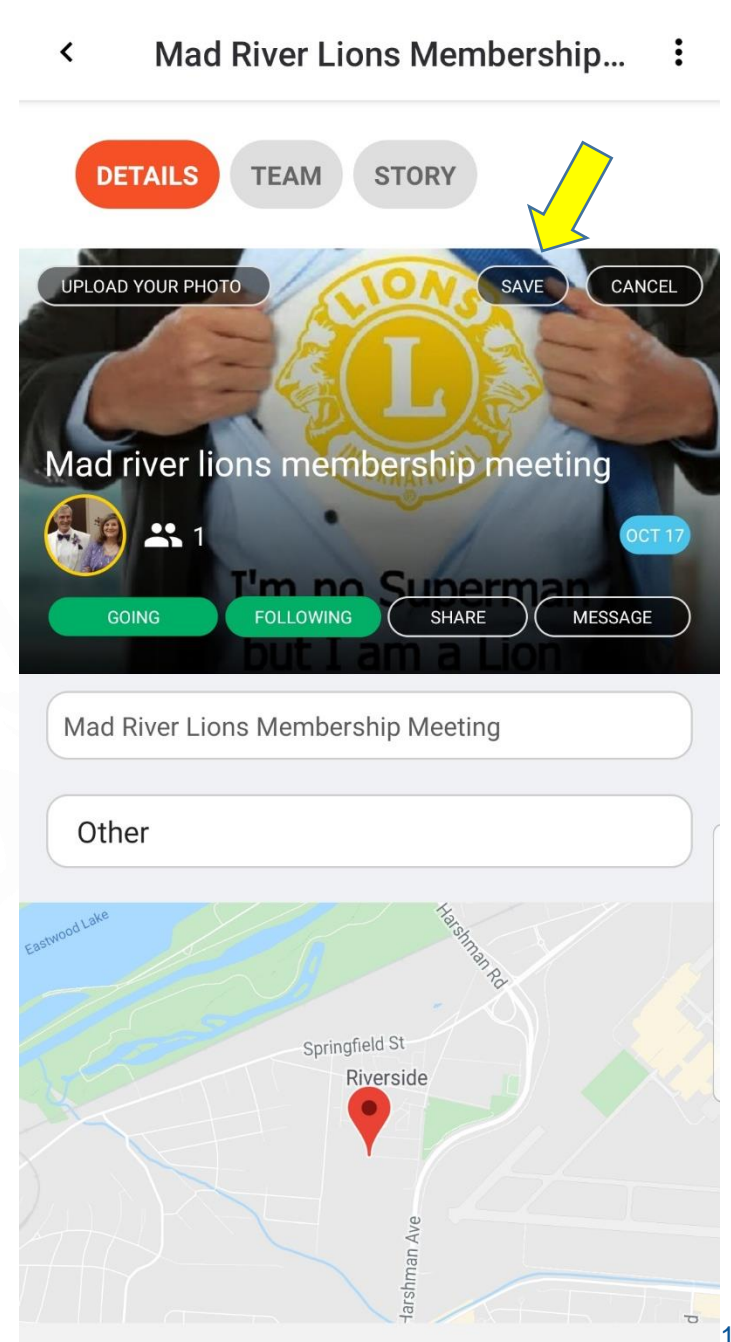 Mad River Lions Membership...
DETAILS TEAM STORY
UPLOAD YOUR PHOTO SAVE CANCEL
LIONS
L
INTERNATIONAL
Mad river lions membership meeting
1 OCT 17
I'm no Superman
GOING FOLLOWING SHARE MESSAGE
but I am a Lion
Mad River Lions Membership Meeting
Other
Eastwood Lake
Harshman Rd
Springfield St
Riverside
Harshman Ave
1